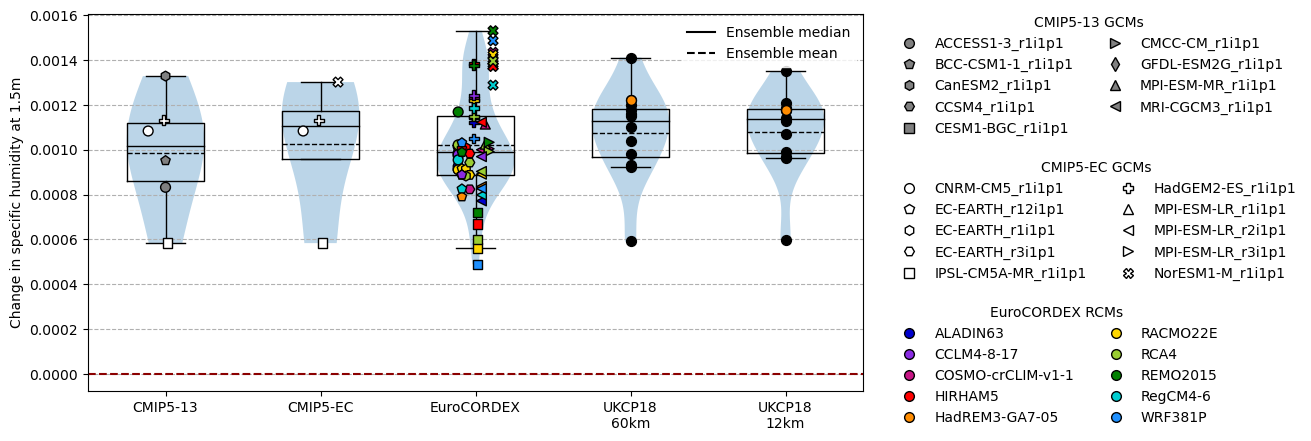 0.0016
0.0014
0.0012
0.0010
0.0008
0.0006
0.0004
0.0002
0.0000
Change in specific humidity at 1.5m
Ensemble median
Ensemble mean
CMIP5-13
CMIP5-EC
EuroCORDEX
UKCP18
60km
UKCP18
12km
CMIP5-13 GCMs
ACCESS1-3_r1i1p1
BCC-CSM1-1_r1i1p1
CanESM2_r1i1p1
CCSM4_r1i1p1
CESM1-BGC_r1i1p1
CMCC-CM_r1i1p1
GFDL-ESM2G_r1i1p1
MPI-ESM-MR_r1i1p1
MRI-CGCM3_r1i1p1
CMIP5-EC GCMs
CNRM-CM5_r1i1p1
EC-EARTH_r12i1p1
EC-EARTH_r1i1p1
EC-EARTH_r3i1p1
IPSL-CM5A-MR_r1i1p1
HadGEM2-ES_r1i1p1
MPI-ESM-LR_r1i1p1
MPI-ESM-LR_r2i1p1
MPI-ESM-LR_r3i1p1
NorESM1-M_r1i1p1
EuroCORDEX RCMs
ALADIN63
CCLM4-8-17
COSMO-crCLIM-v1-1
HIRHAM5
HadREM3-GA7-05
RACMO22E
RCA4
REMO2015
RegCM4-6
WRF381P